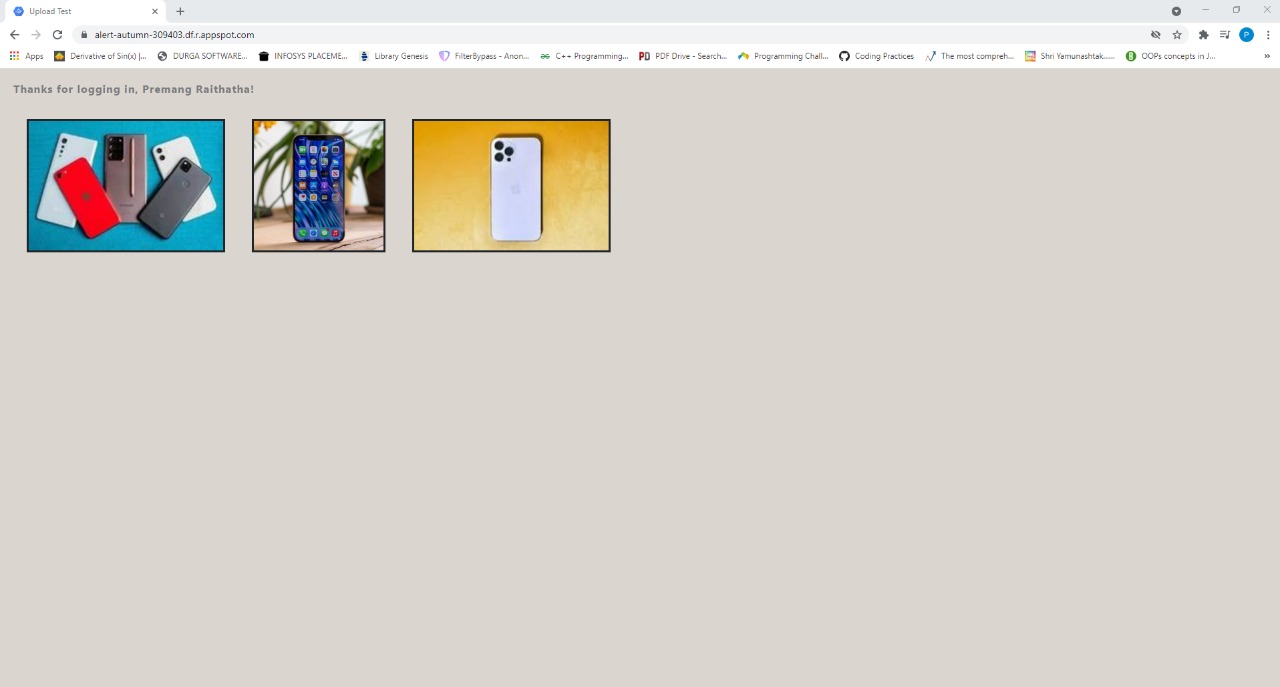 Upload Test
alert-autumn-309403.df.r.appspot.com
Apps Derivative of Sin(x) |... DURGA SOFTWARE... INFOSYS PLACEME... Library Genesis FilterBypass - Anon... C++ Programming... PDF Drive - Search... Programming Chall... Coding Practices The most compreh... Shri Yamunashtak...... OOPs concepts in J... »
Thanks for logging in, Premang Raithatha!